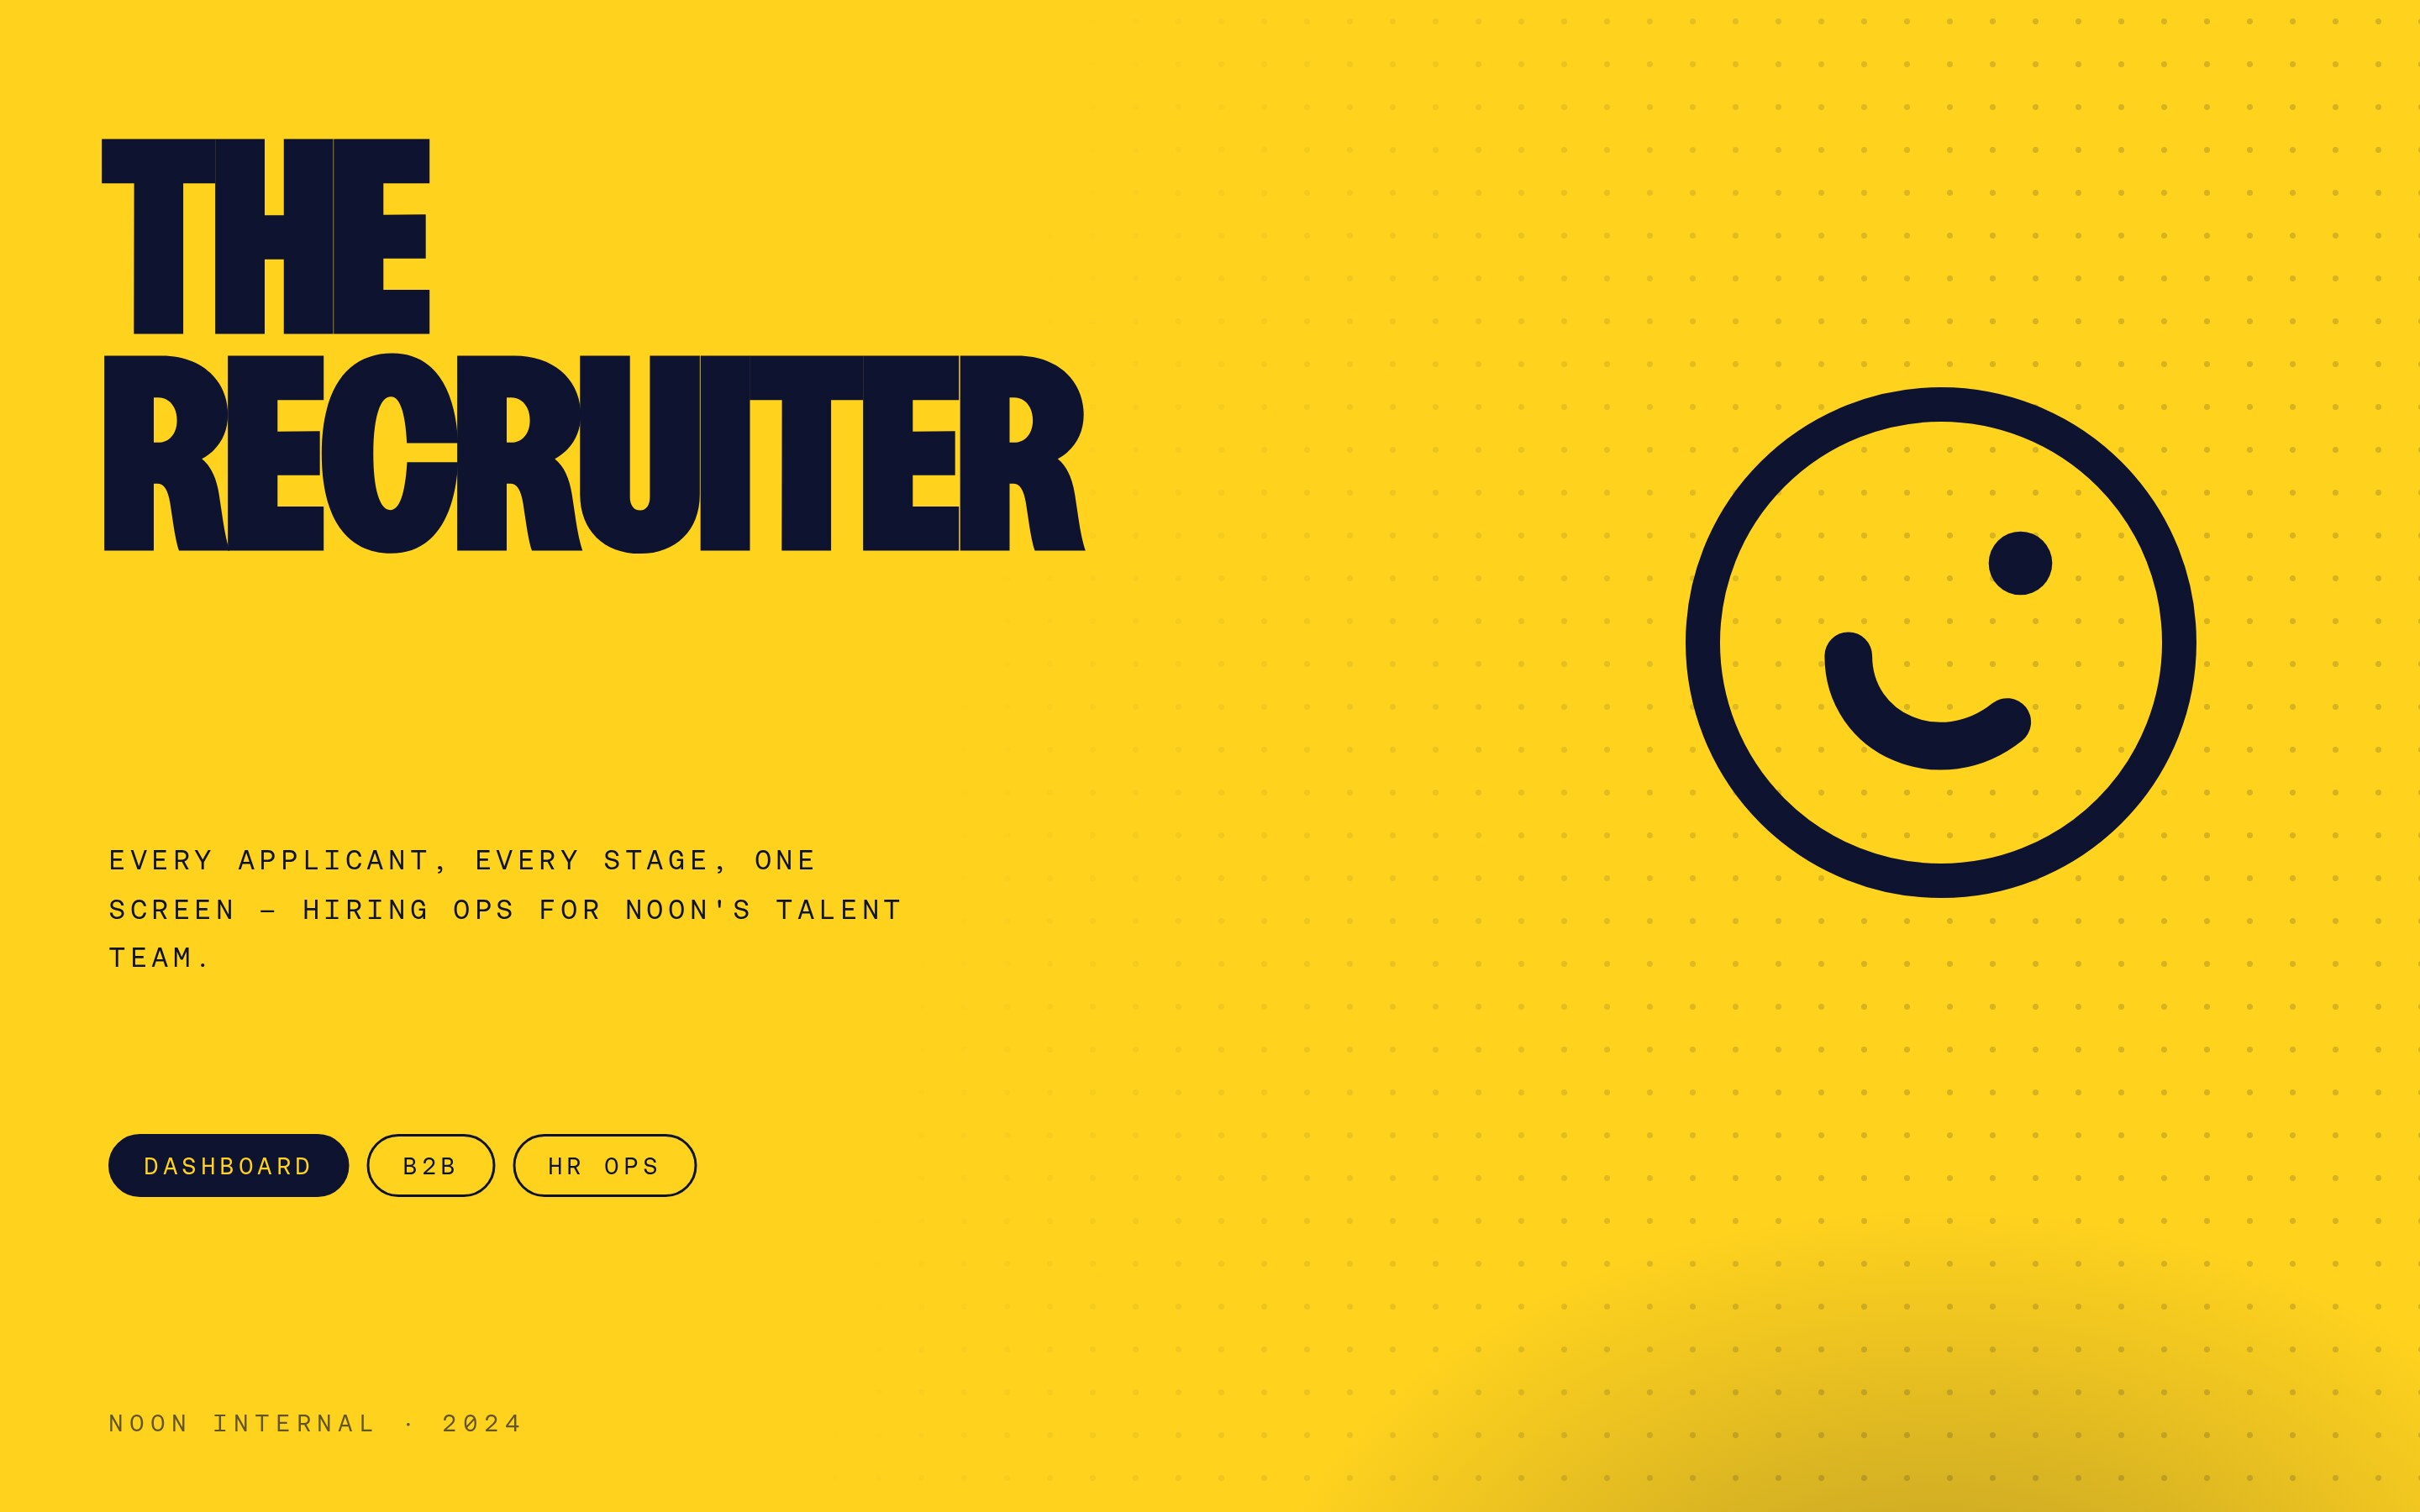 THE
RECRUITER
EVERY APPLICANT, EVERY STAGE, ONE
SCREEN — HIRING OPS FOR NOON'S TALENT
TEAM.
DASHBOARD
B2B
HR OPS
NOON INTERNAL · 2024